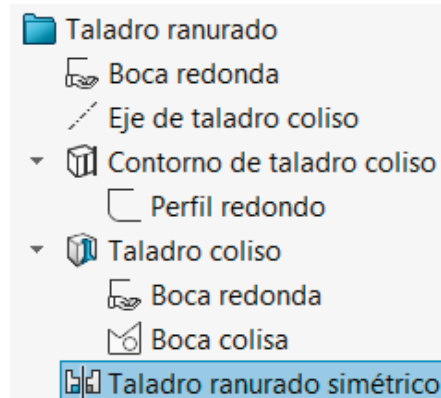 Taladro ranurado
Boca redonda
Eje de taladro coliso
Contorno de taladro coliso
Perfil redondo
Taladro coliso
Boca redonda
Boca colisa
Taladro ranurado simétrico